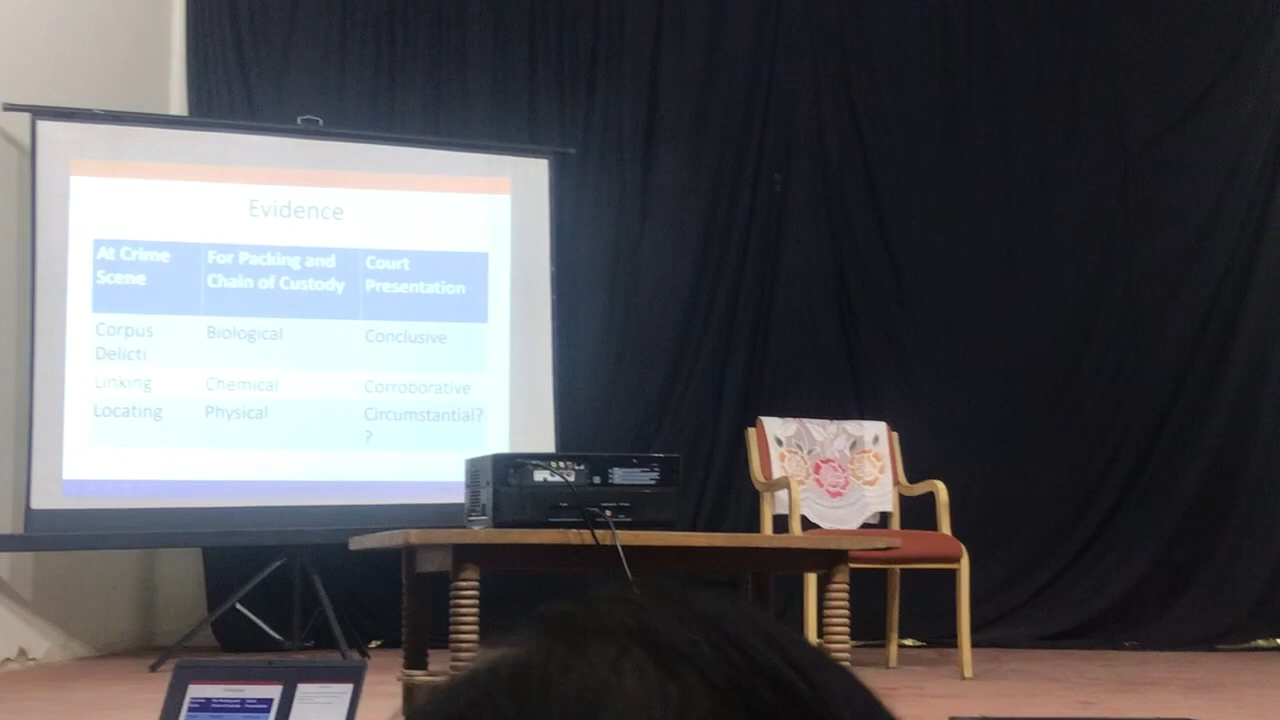 Evidence
At Crime Scene
For Packing and Chain of Custody
Court Presentation
Corpus Delicti
Biological
Conclusive
Linking
Chemical
Corroborative
Locating
Physical
Circumstantial??